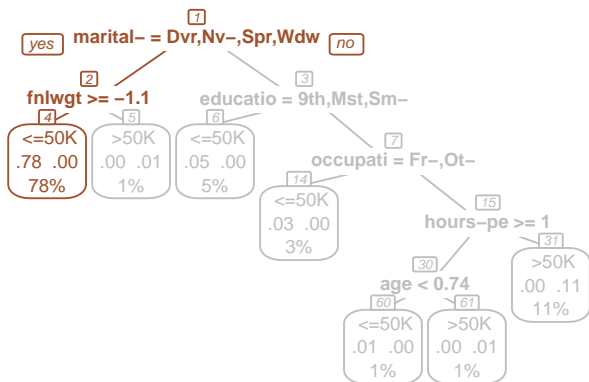 1
yes marital− = Dvr,Nv−,Spr,Wdw no
2 3
fnlwgt >= −1.1 educatio = 9th,Mst,Sm−
4 5 6 7
<=50K >50K <=50K occupati = Fr−,Ot−
.78 .00 .00 .01 .05 .00
78% 1% 5%
14 15
<=50K hours−pe >= 1
.03 .00
3%
30 31
age < 0.74 >50K
.00 .11
11%
60 61
<=50K >50K
.01 .00 .00 .01
1% 1%